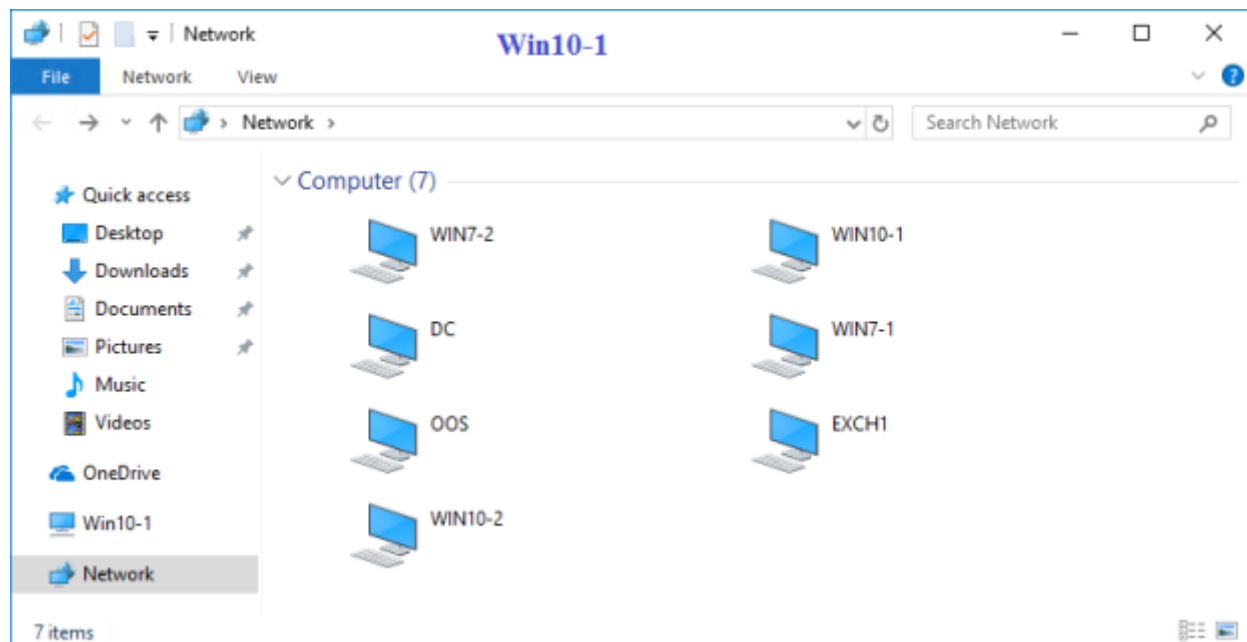 Network
Win10-1
File Network View
Network
Search Network
Quick access
Desktop
Downloads
Documents
Pictures
Music
Videos
OneDrive
Win10-1
Network
Computer (7)
WIN7-2 WIN10-1
DC WIN7-1
OOS EXCH1
WIN10-2
7 items